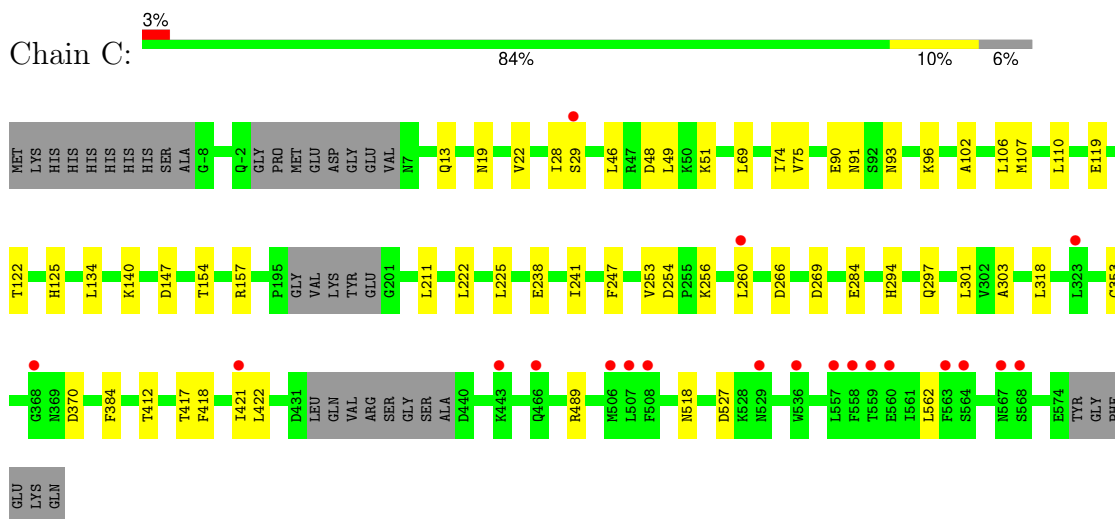 3%
Chain C:
84% 10% 6%
MET LYS HIS HIS HIS HIS HIS HIS SER ALA G-8 Q-2 GLY PRO MET GLU ASP GLY GLU VAL N7 Q13 N19 V22 I28 S29 L46 R47 D48 L49 K50 K51 L69 I74 V75 E90 N91 S92 N93 K96 A102 L106 M107 L110 E119
T122 H125 L134 K140 D147 T154 R157 P195 GLY VAL LYS TYR GLU G201 L211 L222 L225 E238 I241 F247 V253 D254 P255 K256 L260 D266 D269 E284 H294 Q297 L301 V302 A303 L318 L323 C353
G368 N369 D370 F384 T412 T417 F418 I421 L422 D431 LEU GLN VAL ARG SER GLY SER ALA D440 K443 Q466 R489 M506 L507 F508 N518 D527 K528 N529 W536 L557 F558 T559 E560 I561 L562 F563 S564 N567 S568 E574 TYR GLY PHE
GLU LYS GLN